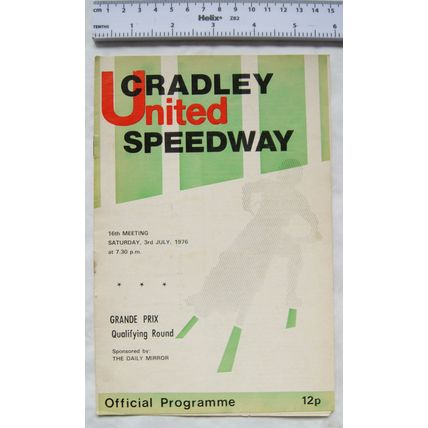 cm 1 2 3 4 5 6 7 8 9 10 11 12 13 14 15
Helix® Z82
TENTHS 1 2 3 4 5 6
CRADLEY
United
SPEEDWAY
16th MEETING
SATURDAY, 3rd JULY, 1976
at 7.30 p.m.
* * *
GRANDE PRIX
Qualifying Round
Sponsored by:
THE DAILY MIRROR
Official Programme 12p